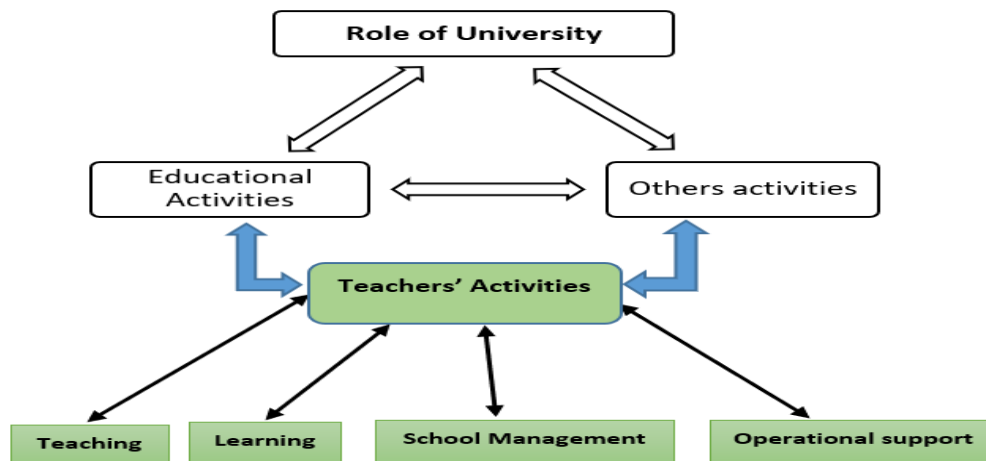 Role of University
Educational
Activities
Others activities
Teachers’ Activities
Teaching
Learning
School Management
Operational support